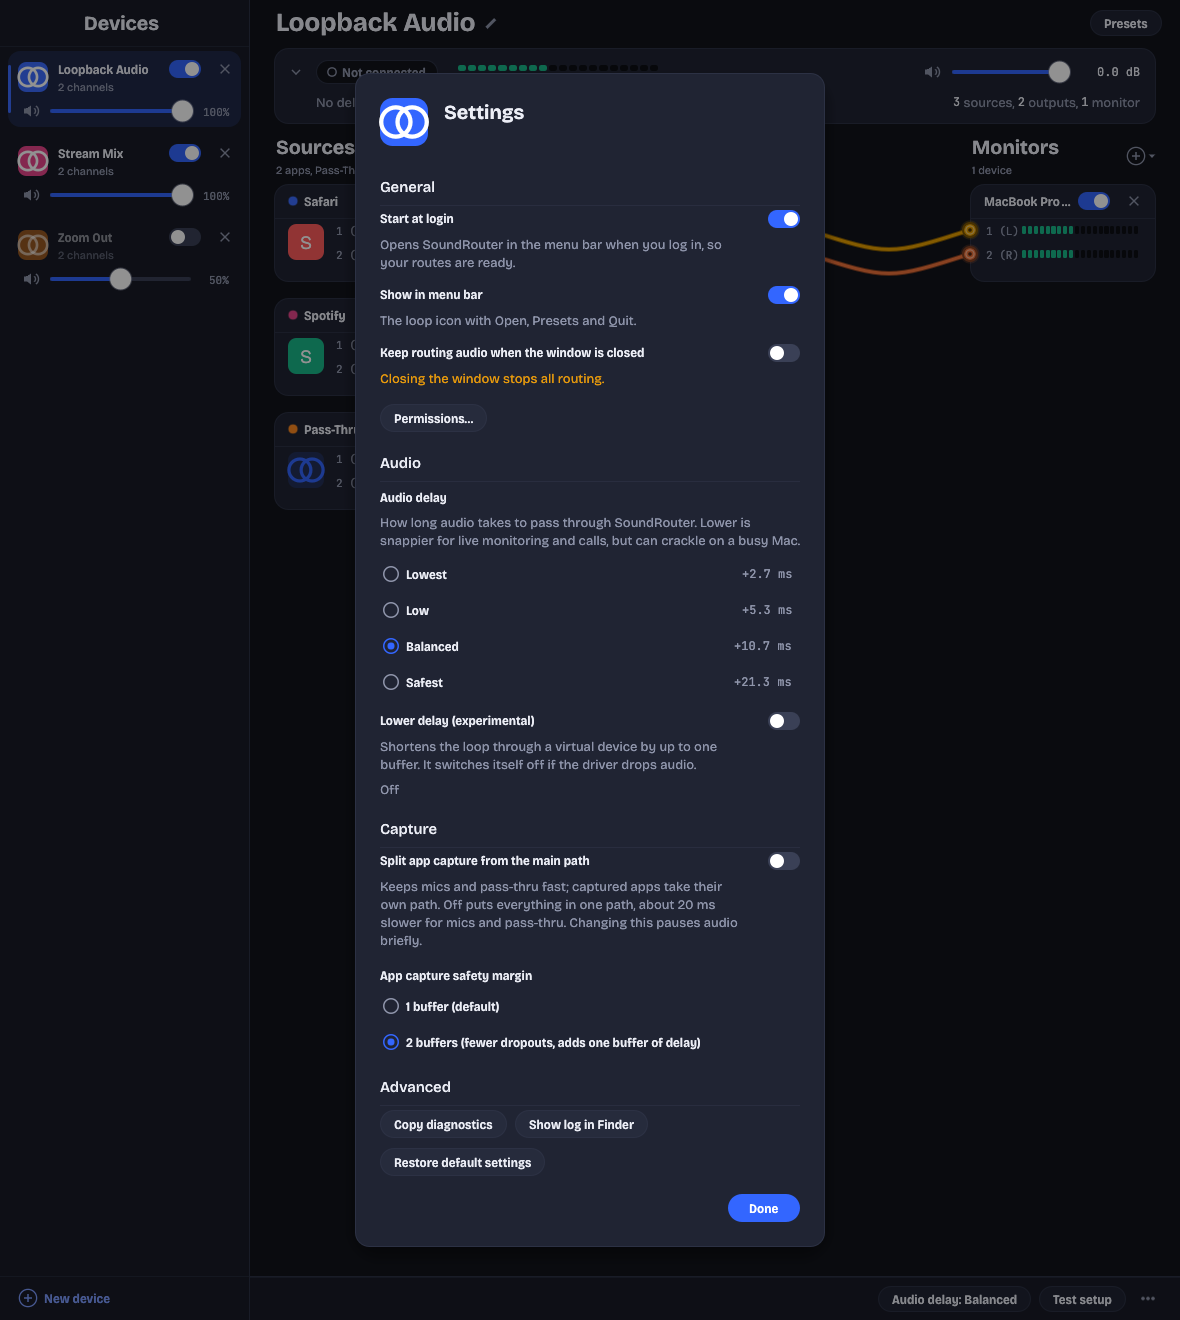 Devices
Loopback Audio
2 channels
100%
Stream Mix
2 channels
100%
Zoom Out
2 channels
50%
New device
Loopback Audio
Presets
Not connected
0.0 dB
No del
3 sources, 2 outputs, 1 monitor
Sources
2 apps, Pass-Th
Safari
S
1 (
2 (
Spotify
S
1 (
2 (
Pass-Thr
1 (
2 (
Monitors
1 device
MacBook Pro...
1 (L)
2 (R)
Settings
General
Start at login
Opens SoundRouter in the menu bar when you log in, so
your routes are ready.
Show in menu bar
The loop icon with Open, Presets and Quit.
Keep routing audio when the window is closed
Closing the window stops all routing.
Permissions...
Audio
Audio delay
How long audio takes to pass through SoundRouter. Lower is
snappier for live monitoring and calls, but can crackle on a busy Mac.
Lowest +2.7 ms
Low +5.3 ms
Balanced +10.7 ms
Safest +21.3 ms
Lower delay (experimental)
Shortens the loop through a virtual device by up to one
buffer. It switches itself off if the driver drops audio.
Off
Capture
Split app capture from the main path
Keeps mics and pass-thru fast; captured apps take their
own path. Off puts everything in one path, about 20 ms
slower for mics and pass-thru. Changing this pauses audio
briefly.
App capture safety margin
1 buffer (default)
2 buffers (fewer dropouts, adds one buffer of delay)
Advanced
Copy diagnostics
Show log in Finder
Restore default settings
Done
Audio delay: Balanced
Test setup